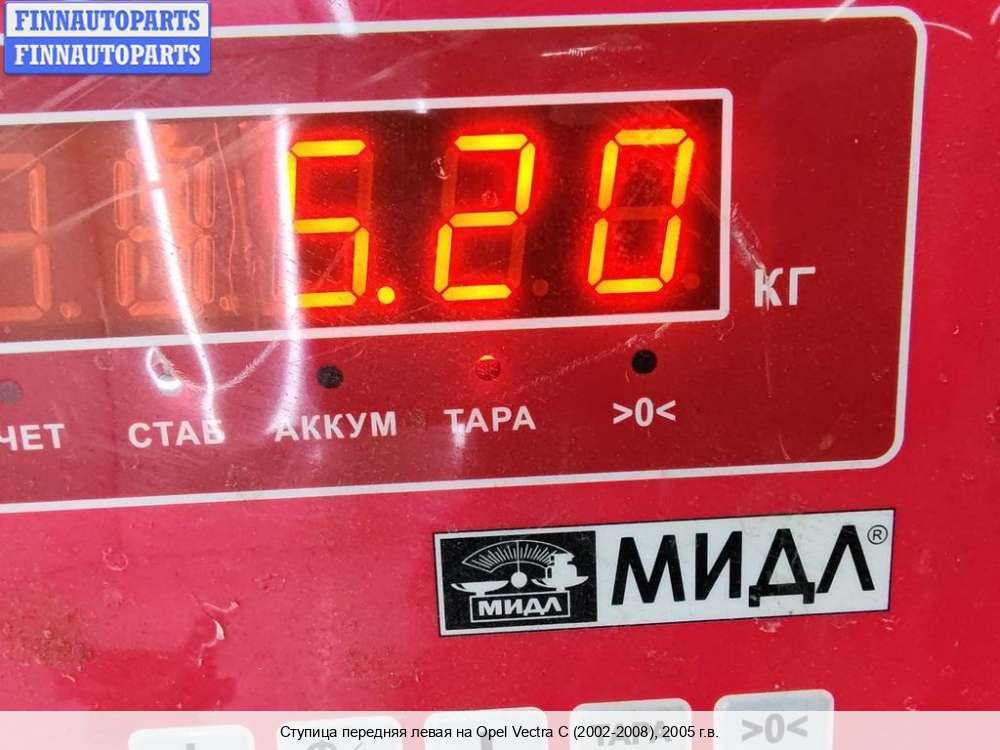 FINNAUTOPARTS
FINNAUTOPARTS
5.20
КГ
ЧЕТ СТАБ АККУМ ТАРА >0<
МИДЛ МИДЛ®
ТАРА >0<
Ступица передняя левая на Opel Vectra C (2002-2008), 2005 г.в.